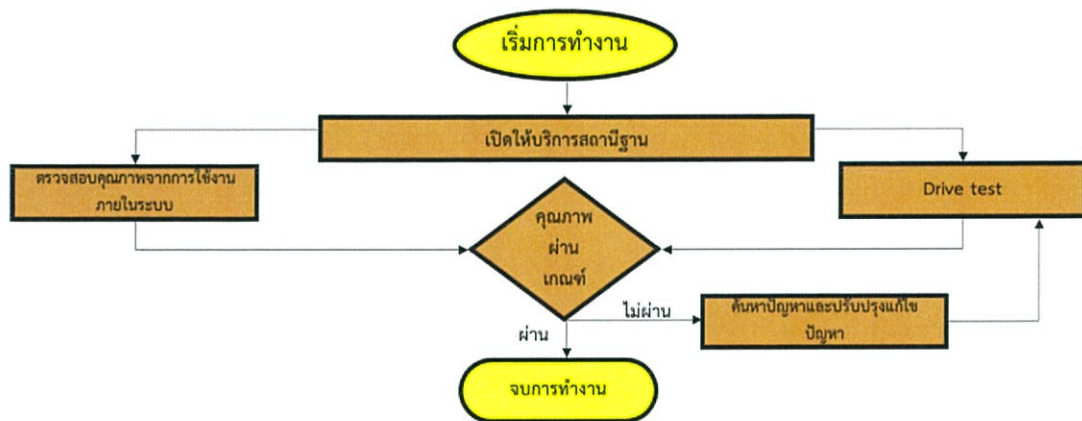 เริ่มการทำงาน
เปิดให้บริการสถานีฐาน
ตรวจสอบคุณภาพจากการใช้งาน
ภายในระบบ
Drive test
คุณภาพ
ผ่าน
เกณฑ์
ไม่ผ่าน
ค้นหาปัญหาและปรับปรุงแก้ไข
ปัญหา
ผ่าน
จบการทำงาน